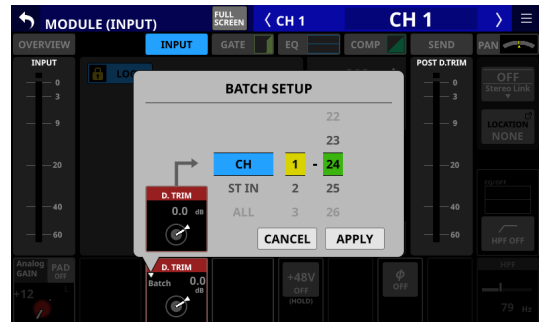 MODULE (INPUT)
FULL SCREEN
CH 1
CH 1
OVERVIEW
INPUT
GATE
EQ
COMP
SEND
PAN
INPUT
POST D.TRIM
0
3
9
20
40
60
0
3
9
20
40
60
OFF
Stereo Link
LOCATION
NONE
EQ/OFF
HPF OFF
BATCH SETUP
22
23
CH 1 - 24
ST IN 2 25
ALL 3 26
D. TRIM
0.0 dB
CANCEL
APPLY
Analog GAIN
PAD OFF
+12
D. TRIM
Batch 0.0
dB
+48V
OFF
(HOLD)
ϕ
OFF
HPF
79 Hz